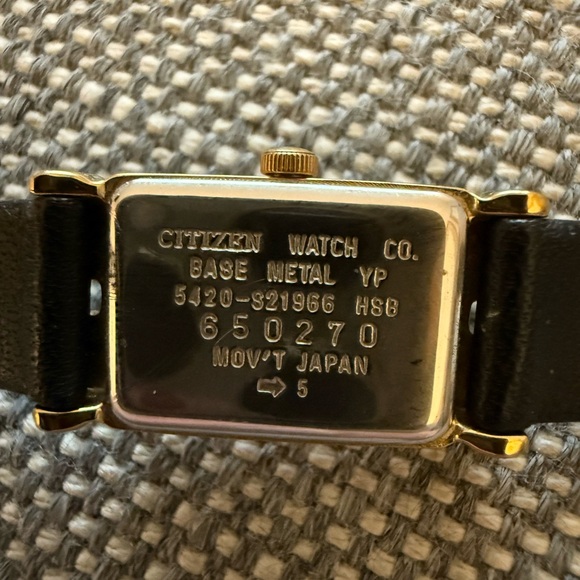 CITIZEN WATCH CO.
BASE METAL YP
5420-S21966 HSB
650270
MOV'T JAPAN
⇨ 5